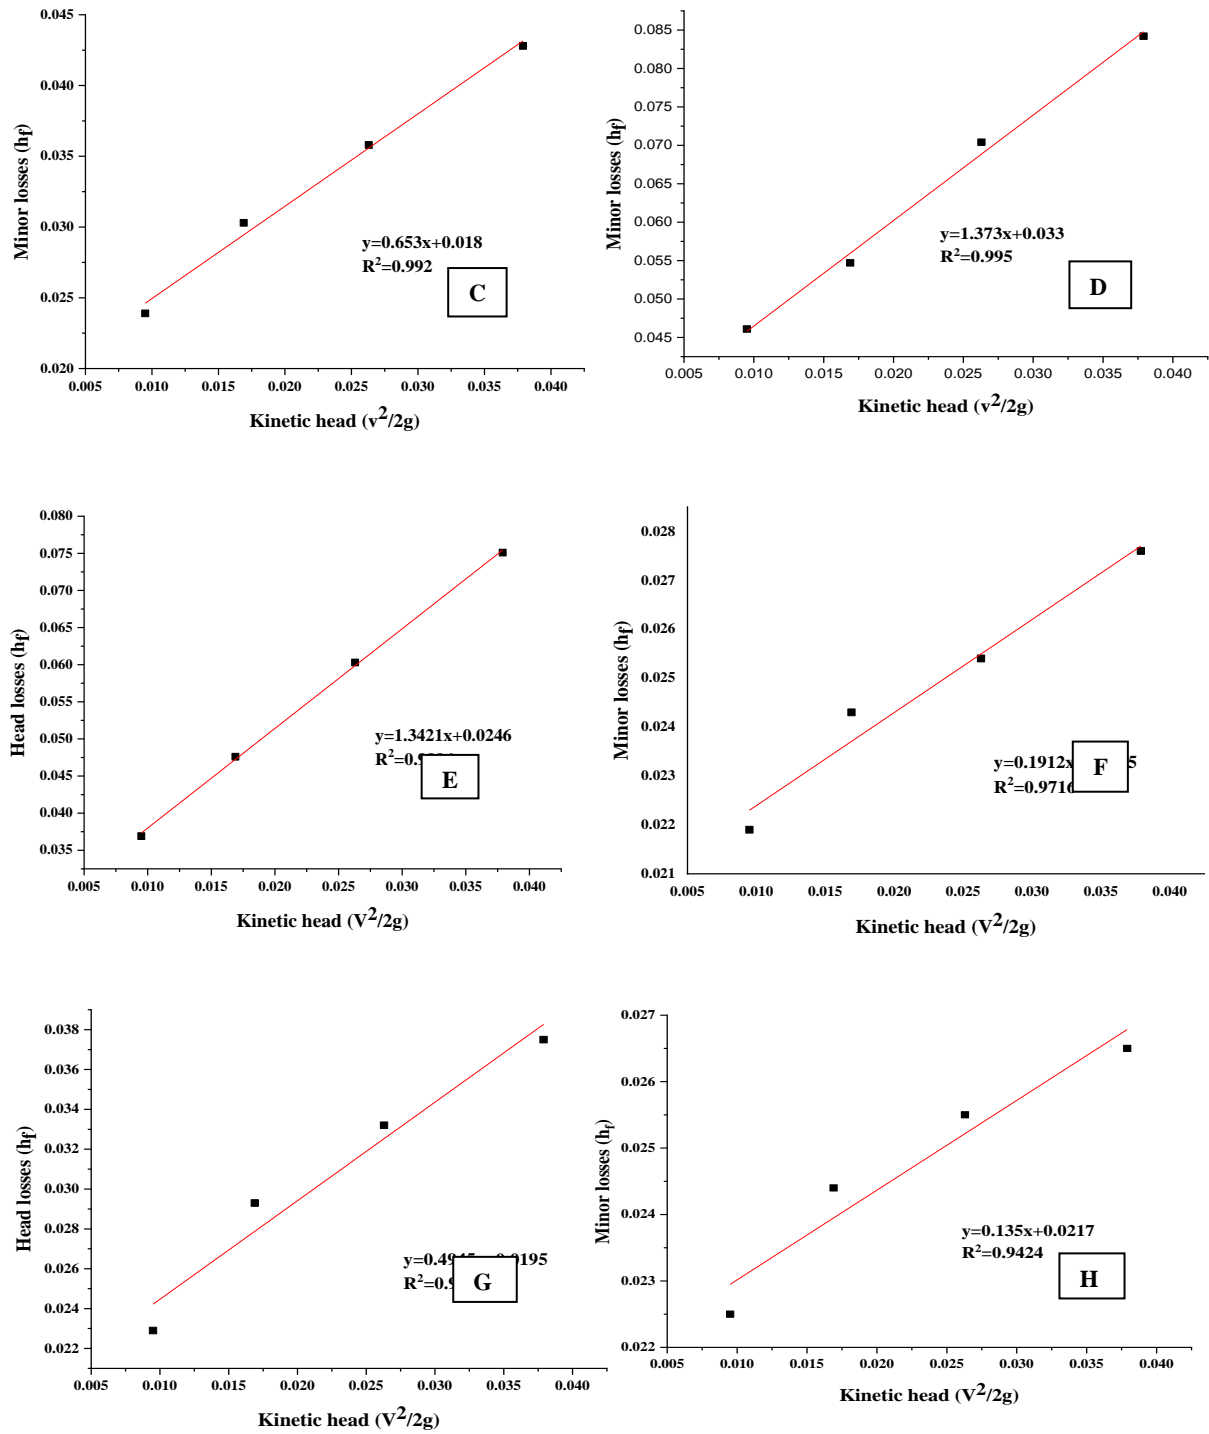 0.045
0.040
0.035
0.030
0.025
0.020
Minor losses (hf)
y=0.653x+0.018
R²=0.992
C
0.005 0.010 0.015 0.020 0.025 0.030 0.035 0.040
Kinetic head (v²/2g)
0.085
0.080
0.075
0.070
0.065
0.060
0.055
0.050
0.045
Minor losses (hf)
y=1.373x+0.033
R²=0.995
D
0.005 0.010 0.015 0.020 0.025 0.030 0.035 0.040
Kinetic head (v²/2g)
0.080
0.075
0.070
0.065
0.060
0.055
0.050
0.045
0.040
0.035
Head losses (hf)
y=1.3421x+0.0246
E
0.005 0.010 0.015 0.020 0.025 0.030 0.035 0.040
Kinetic head (V²/2g)
0.028
0.027
0.026
0.025
0.024
0.023
0.022
0.021
Minor losses (hf)
y=0.1912x
R²=0.9716
F
0.005 0.010 0.015 0.020 0.025 0.030 0.035 0.040
Kinetic head (V²/2g)
0.038
0.036
0.034
0.032
0.030
0.028
0.026
0.024
0.022
Head losses (hf)
G
0.005 0.010 0.015 0.020 0.025 0.030 0.035 0.040
Kinetic head (V²/2g)
0.027
0.026
0.025
0.024
0.023
0.022
Minor losses (hf)
y=0.135x+0.0217
R²=0.9424
H
0.005 0.010 0.015 0.020 0.025 0.030 0.035 0.040
Kinetic head (V²/2g)